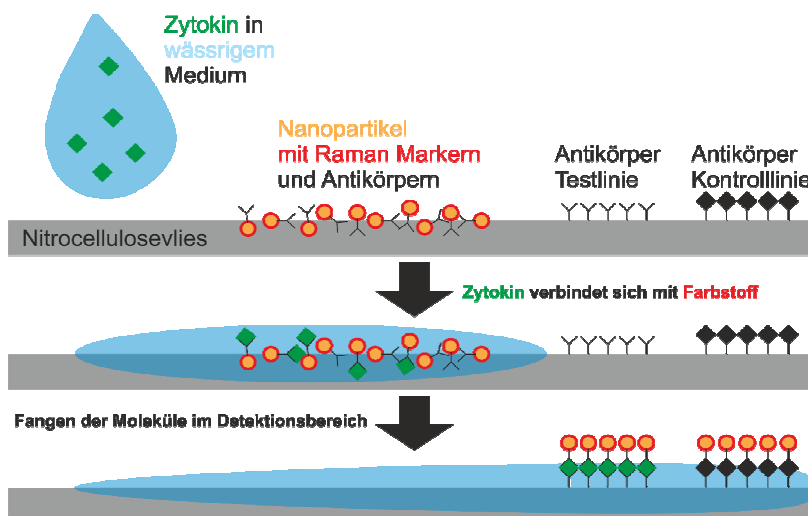 Zytokin in
wässrigem
Medium
Nanopartikel
mit Raman Markern
und Antikörpern
Antikörper
Testlinie
Antikörper
Kontrolllinie
Nitrocellulosevlies
Zytokin verbindet sich mit Farbstoff
Fangen der Moleküle im Detektionsbereich